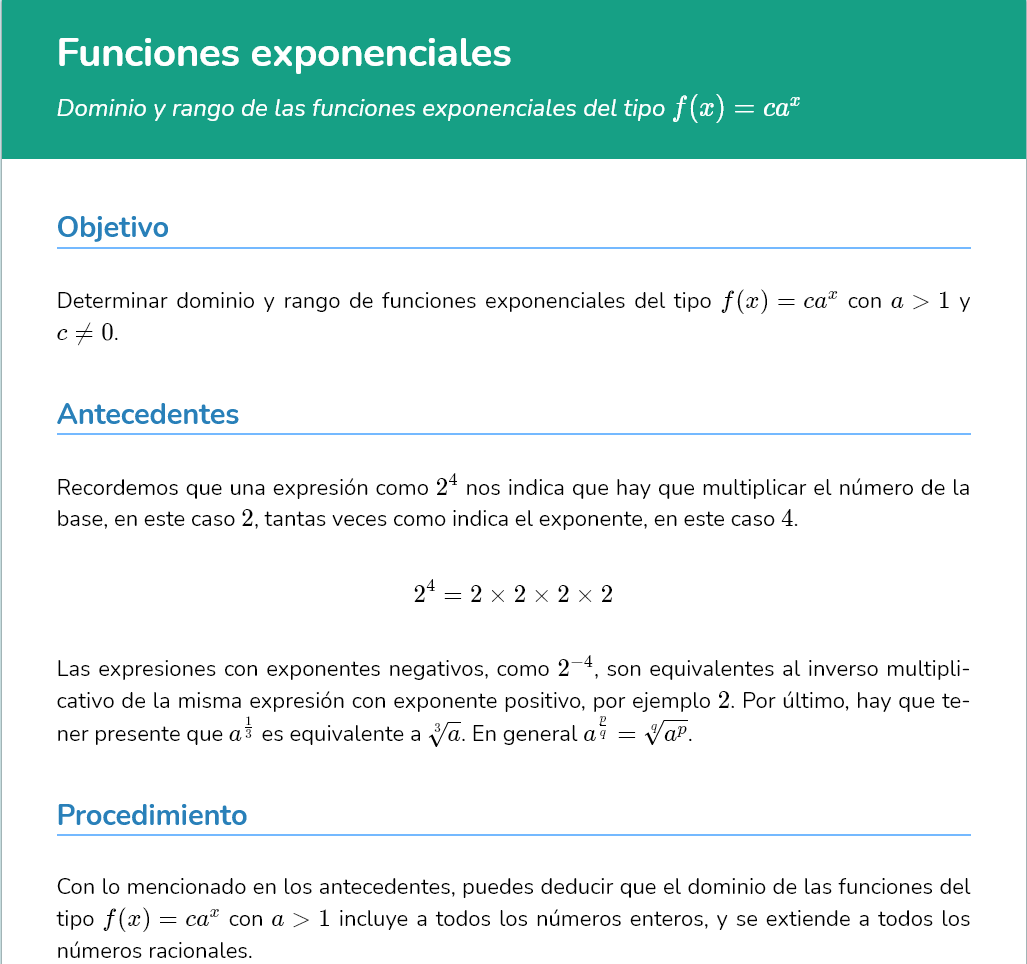 Funciones exponenciales
Dominio y rango de las funciones exponenciales del tipo $f(x) = ca^x$
Objetivo
Determinar dominio y rango de funciones exponenciales del tipo $f(x) = ca^x$ con $a > 1$ y
$c \neq 0$.
Antecedentes
Recordemos que una expresión como $2^4$ nos indica que hay que multiplicar el número de la
base, en este caso 2, tantas veces como indica el exponente, en este caso 4.
$2^4 = 2 \times 2 \times 2 \times 2$
Las expresiones con exponentes negativos, como $2^{-4}$, son equivalentes al inverso multipli-
cativo de la misma expresión con exponente positivo, por ejemplo 2. Por último, hay que te-
ner presente que $a^{\frac{1}{3}}$ es equivalente a $\sqrt[3]{a}$. En general $a^{\frac{p}{q}} = \sqrt[q]{a^p}$.
Procedimiento
Con lo mencionado en los antecedentes, puedes deducir que el dominio de las funciones del
tipo $f(x) = ca^x$ con $a > 1$ incluye a todos los números enteros, y se extiende a todos los
números racionales.